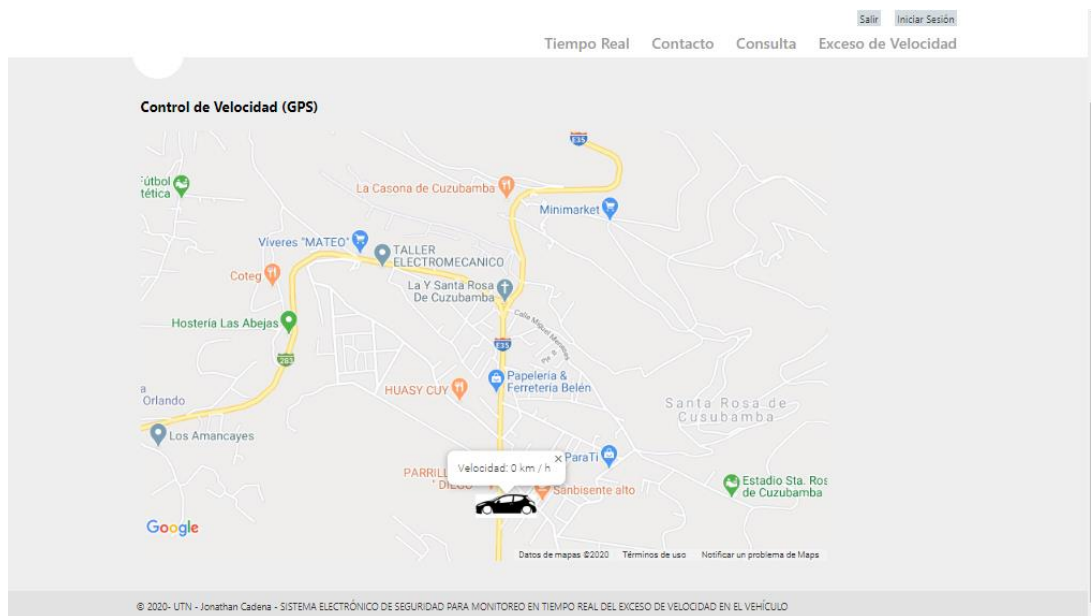 Salir Iniciar Sesión
Tiempo Real Contacto Consulta Exceso de Velocidad
Control de Velocidad (GPS)
E35
Fútbol
tética
La Casona de Cuzubamba
Minimarket
Viveres "MATEO"
TALLER
ELECTROMECANICO
Coteg
La Y Santa Rosa
De Cuzubamba
Hostería Las Abejas
Calle Miguel
E35
Papeleria &
Ferreteria Belén
HUASY CUY
a
Orlando
Santa Rosa de
Cusubamba
Los Amancayes
Velocidad: 0 km / h
×
ParaTi
PARRILL
DIEGO
Sanbisente alto
Estadio Sta. Ros
de Cuzubamba
Google
Datos de mapas ©2020 Términos de uso Notificar un problema de Maps
© 2020- UTN - Jonathan Cadena - SISTEMA ELECTRÓNICO DE SEGURIDAD PARA MONITOREO EN TIEMPO REAL DEL EXCESO DE VELOCIDAD EN EL VEHÍCULO